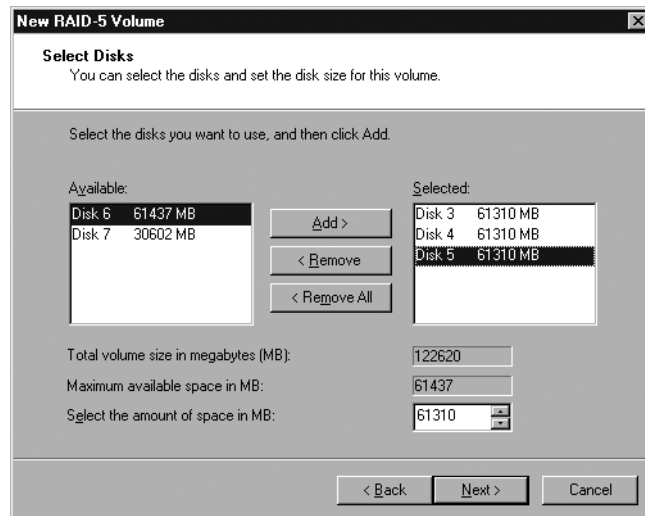 New RAID-5 Volume
Select Disks
You can select the disks and set the disk size for this volume.
Select the disks you want to use, and then click Add.
Available:
Disk 6 61437 MB
Disk 7 30602 MB
Add >
< Remove
< Remove All
Selected:
Disk 3 61310 MB
Disk 4 61310 MB
Disk 5 61310 MB
Total volume size in megabytes (MB): 122620
Maximum available space in MB: 61437
Select the amount of space in MB: 61310
< Back Next > Cancel